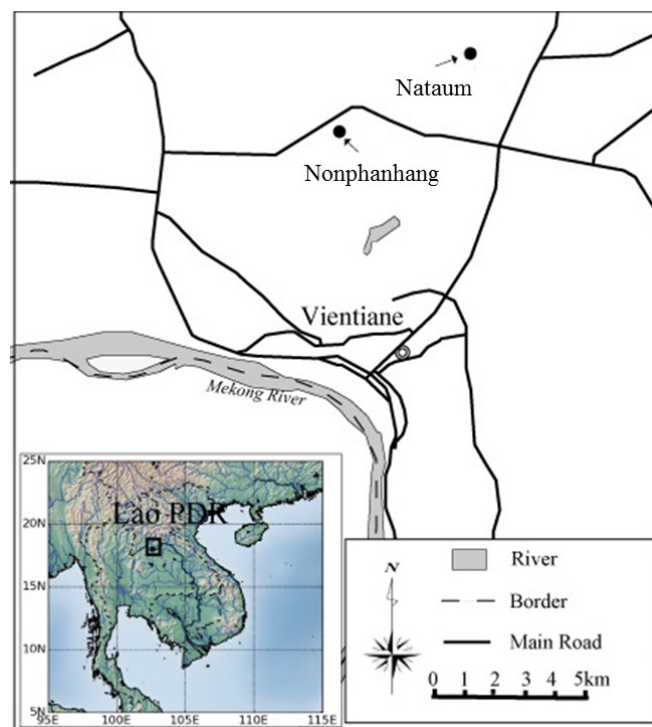 Nataum
Nonphanhang
Vientiane
Mekong River
25N
20N
15N
10N
5N
95E
100E
105E
110E
115E
Lao PDR
N
River
Border
Main Road
0 1 2 3 4 5km